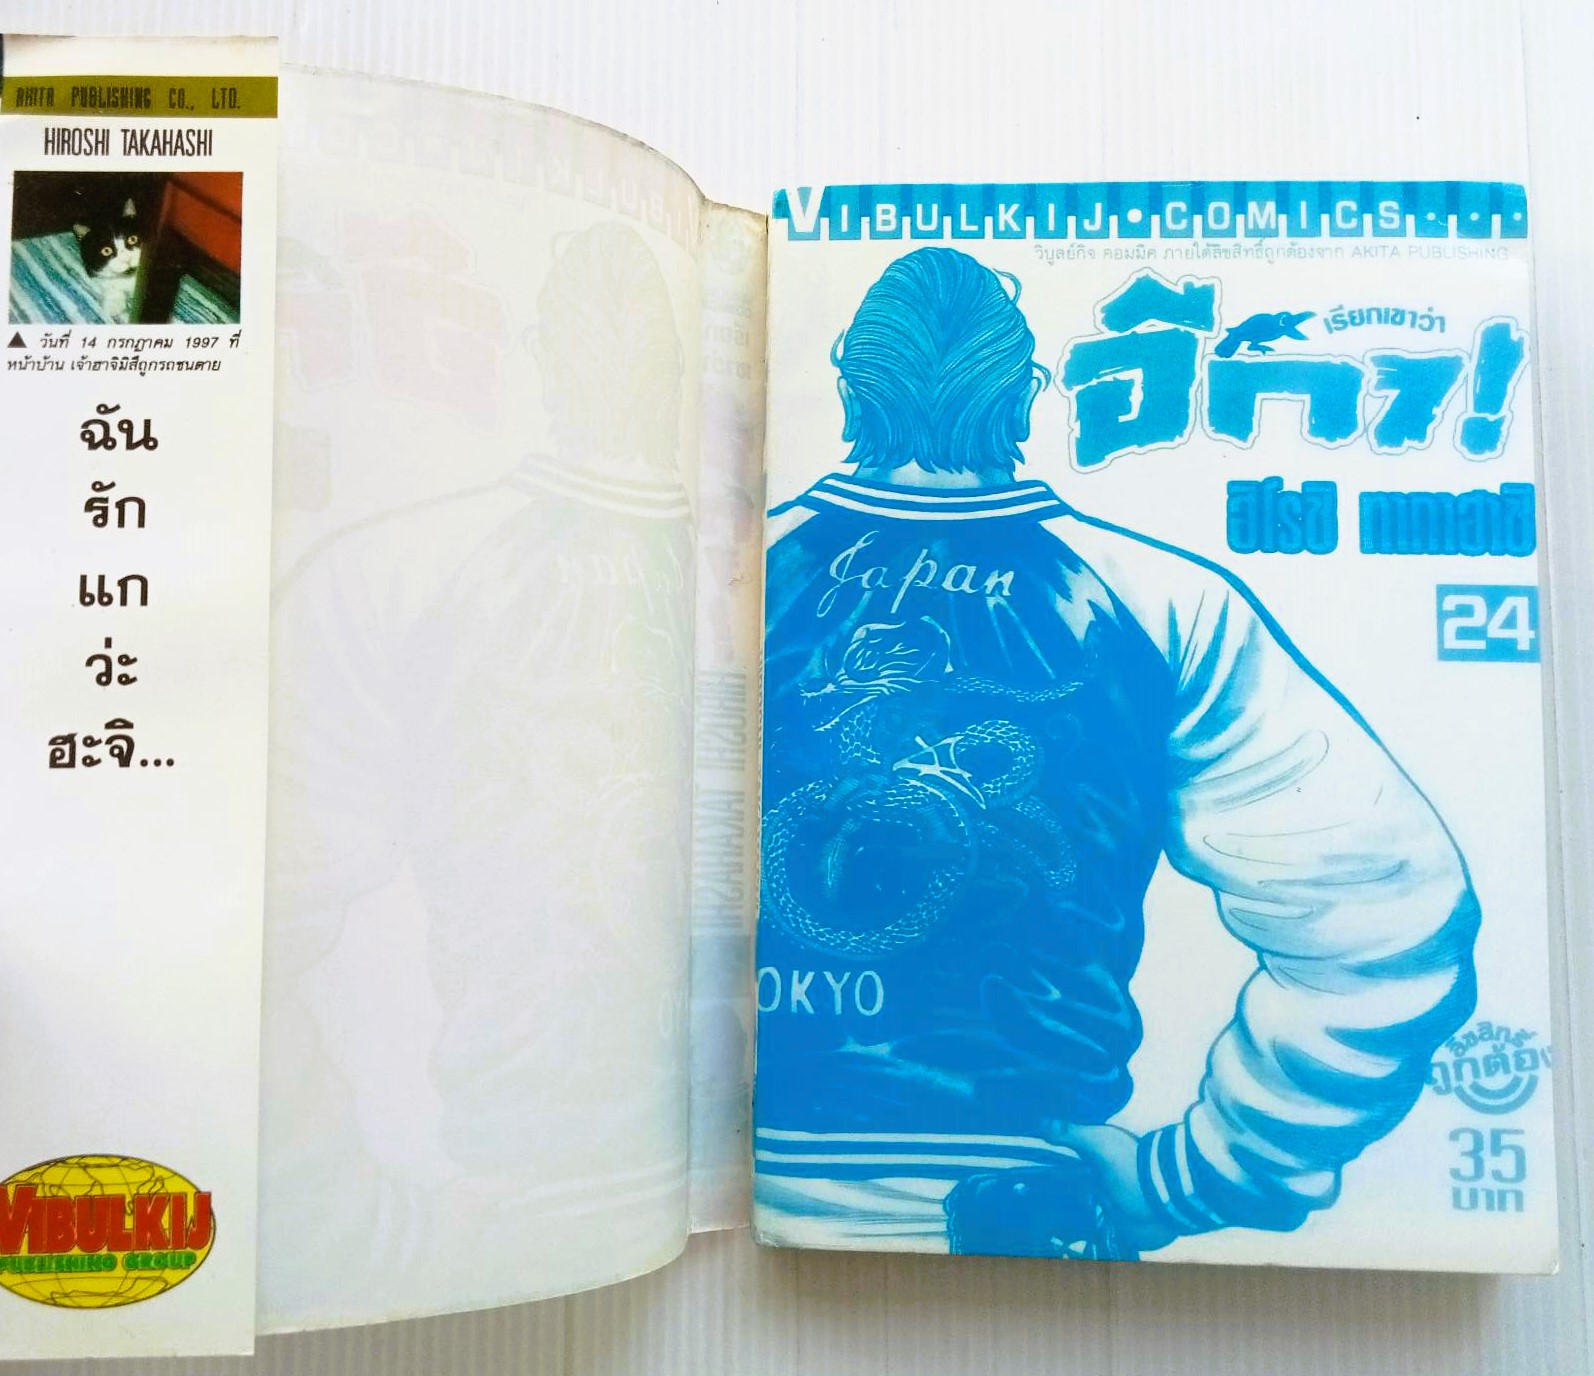 AKITA PUBLISHING CO., LTD.
HIROSHI TAKAHASHI
▲ วันที่ 14 กรกฎาคม 1997 ที่
หน้าบ้าน เจ้าฮาจิมิสึถูกรถชนตาย
ฉัน
รัก
แก
ว่ะ
ฮะจิ...
VIBULKIJ
PUBLISHING GROUP
HIROSHI TAKAHASHI
VIBULKIJ•COMICS...
วิบูลย์กิจ คอมมิค ภายใต้ลิขสิทธิ์ถูกต้องจาก AKITA PUBLISHING
เรียกเขาว่า
อีกา!
ฮิโรชิ ทาคาฮาชิ
24
Japan
OKYO
ลิขสิทธิ์
ถูกต้อง
35
บาท